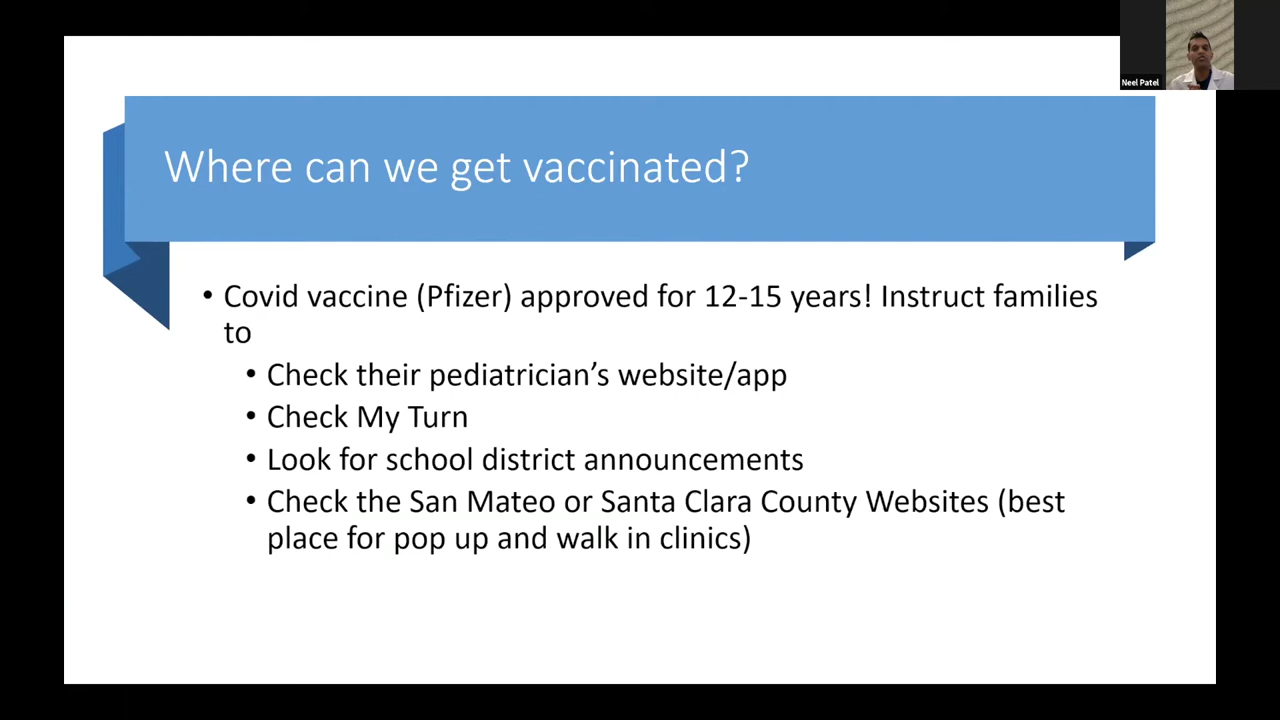 Neel Patel
Where can we get vaccinated?
• Covid vaccine (Pfizer) approved for 12-15 years! Instruct families
to
• Check their pediatrician’s website/app
• Check My Turn
• Look for school district announcements
• Check the San Mateo or Santa Clara County Websites (best
place for pop up and walk in clinics)